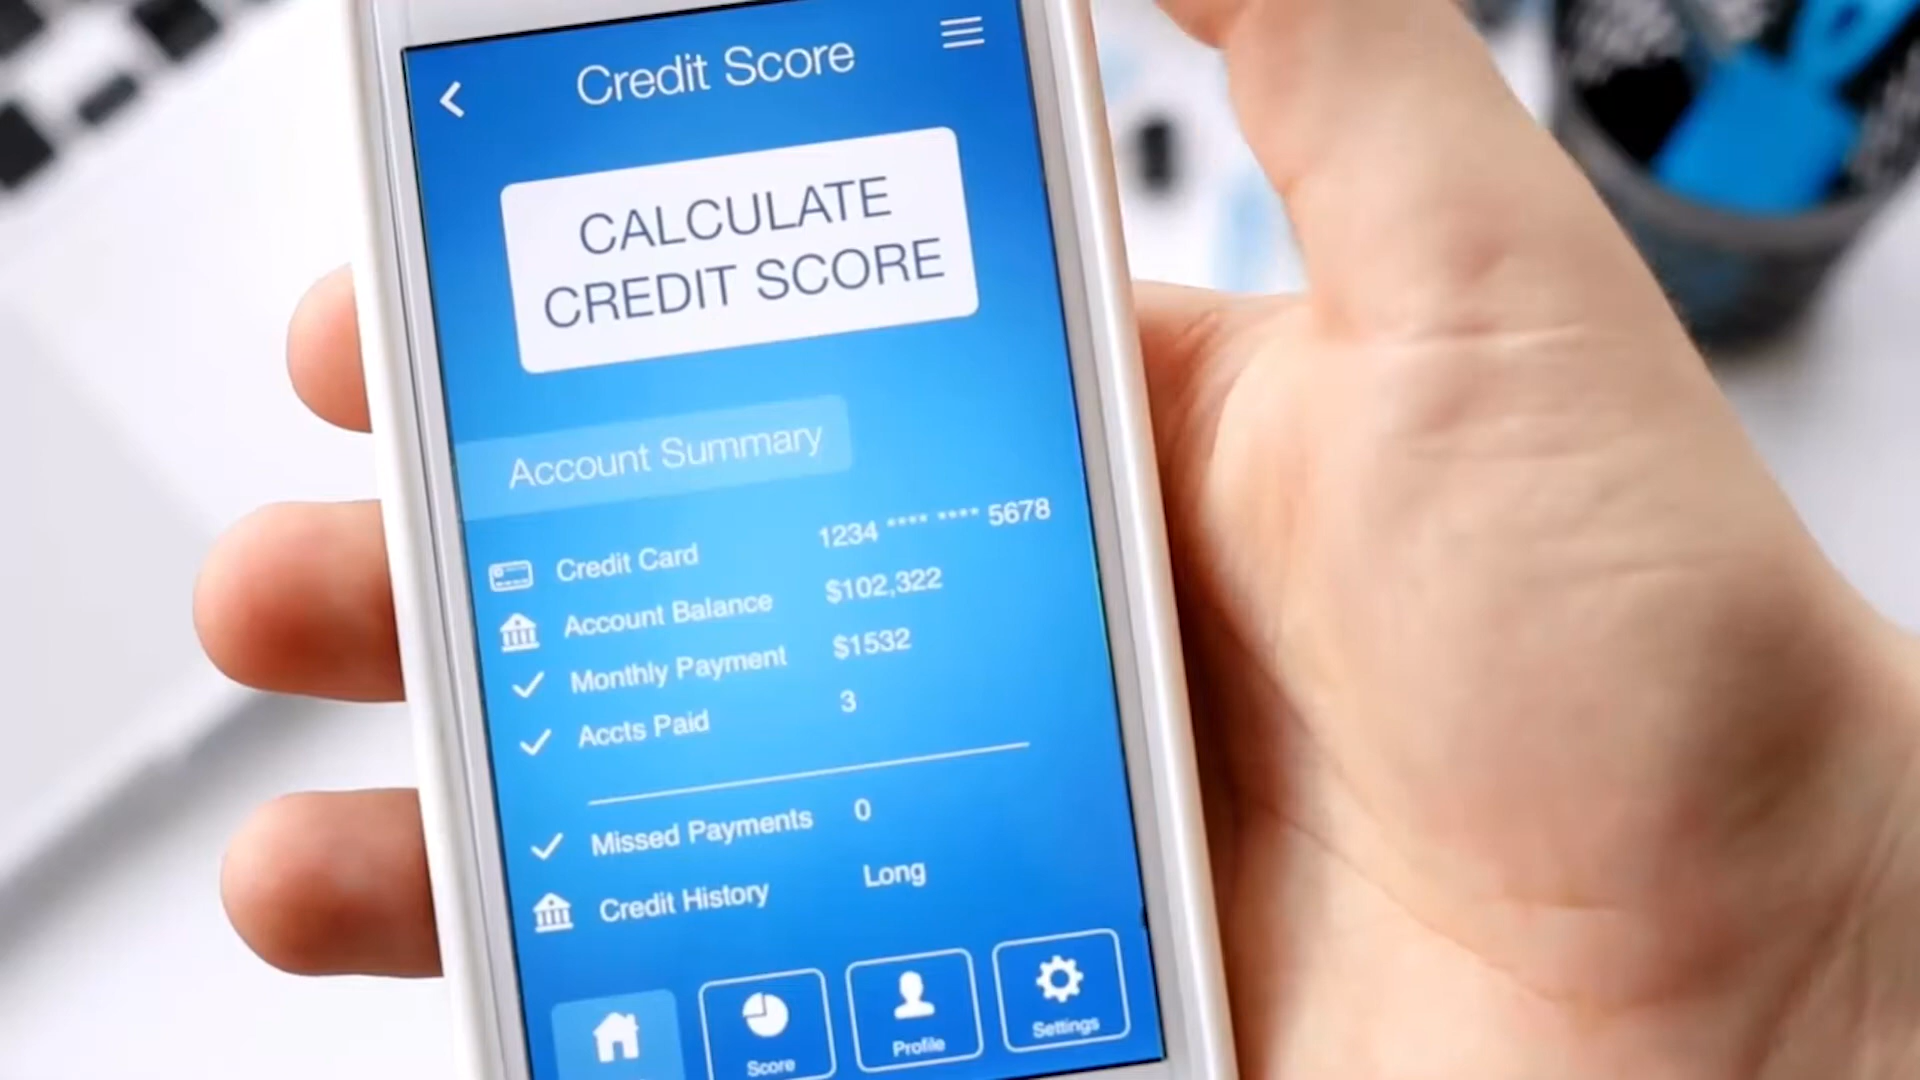 Credit Score
CALCULATE
CREDIT SCORE
Account Summary
Credit Card 1234 **** **** 5678
Account Balance $102,322
Monthly Payment $1532
Accts Paid 3
Missed Payments 0
Credit History Long
Score
Profile
Settings